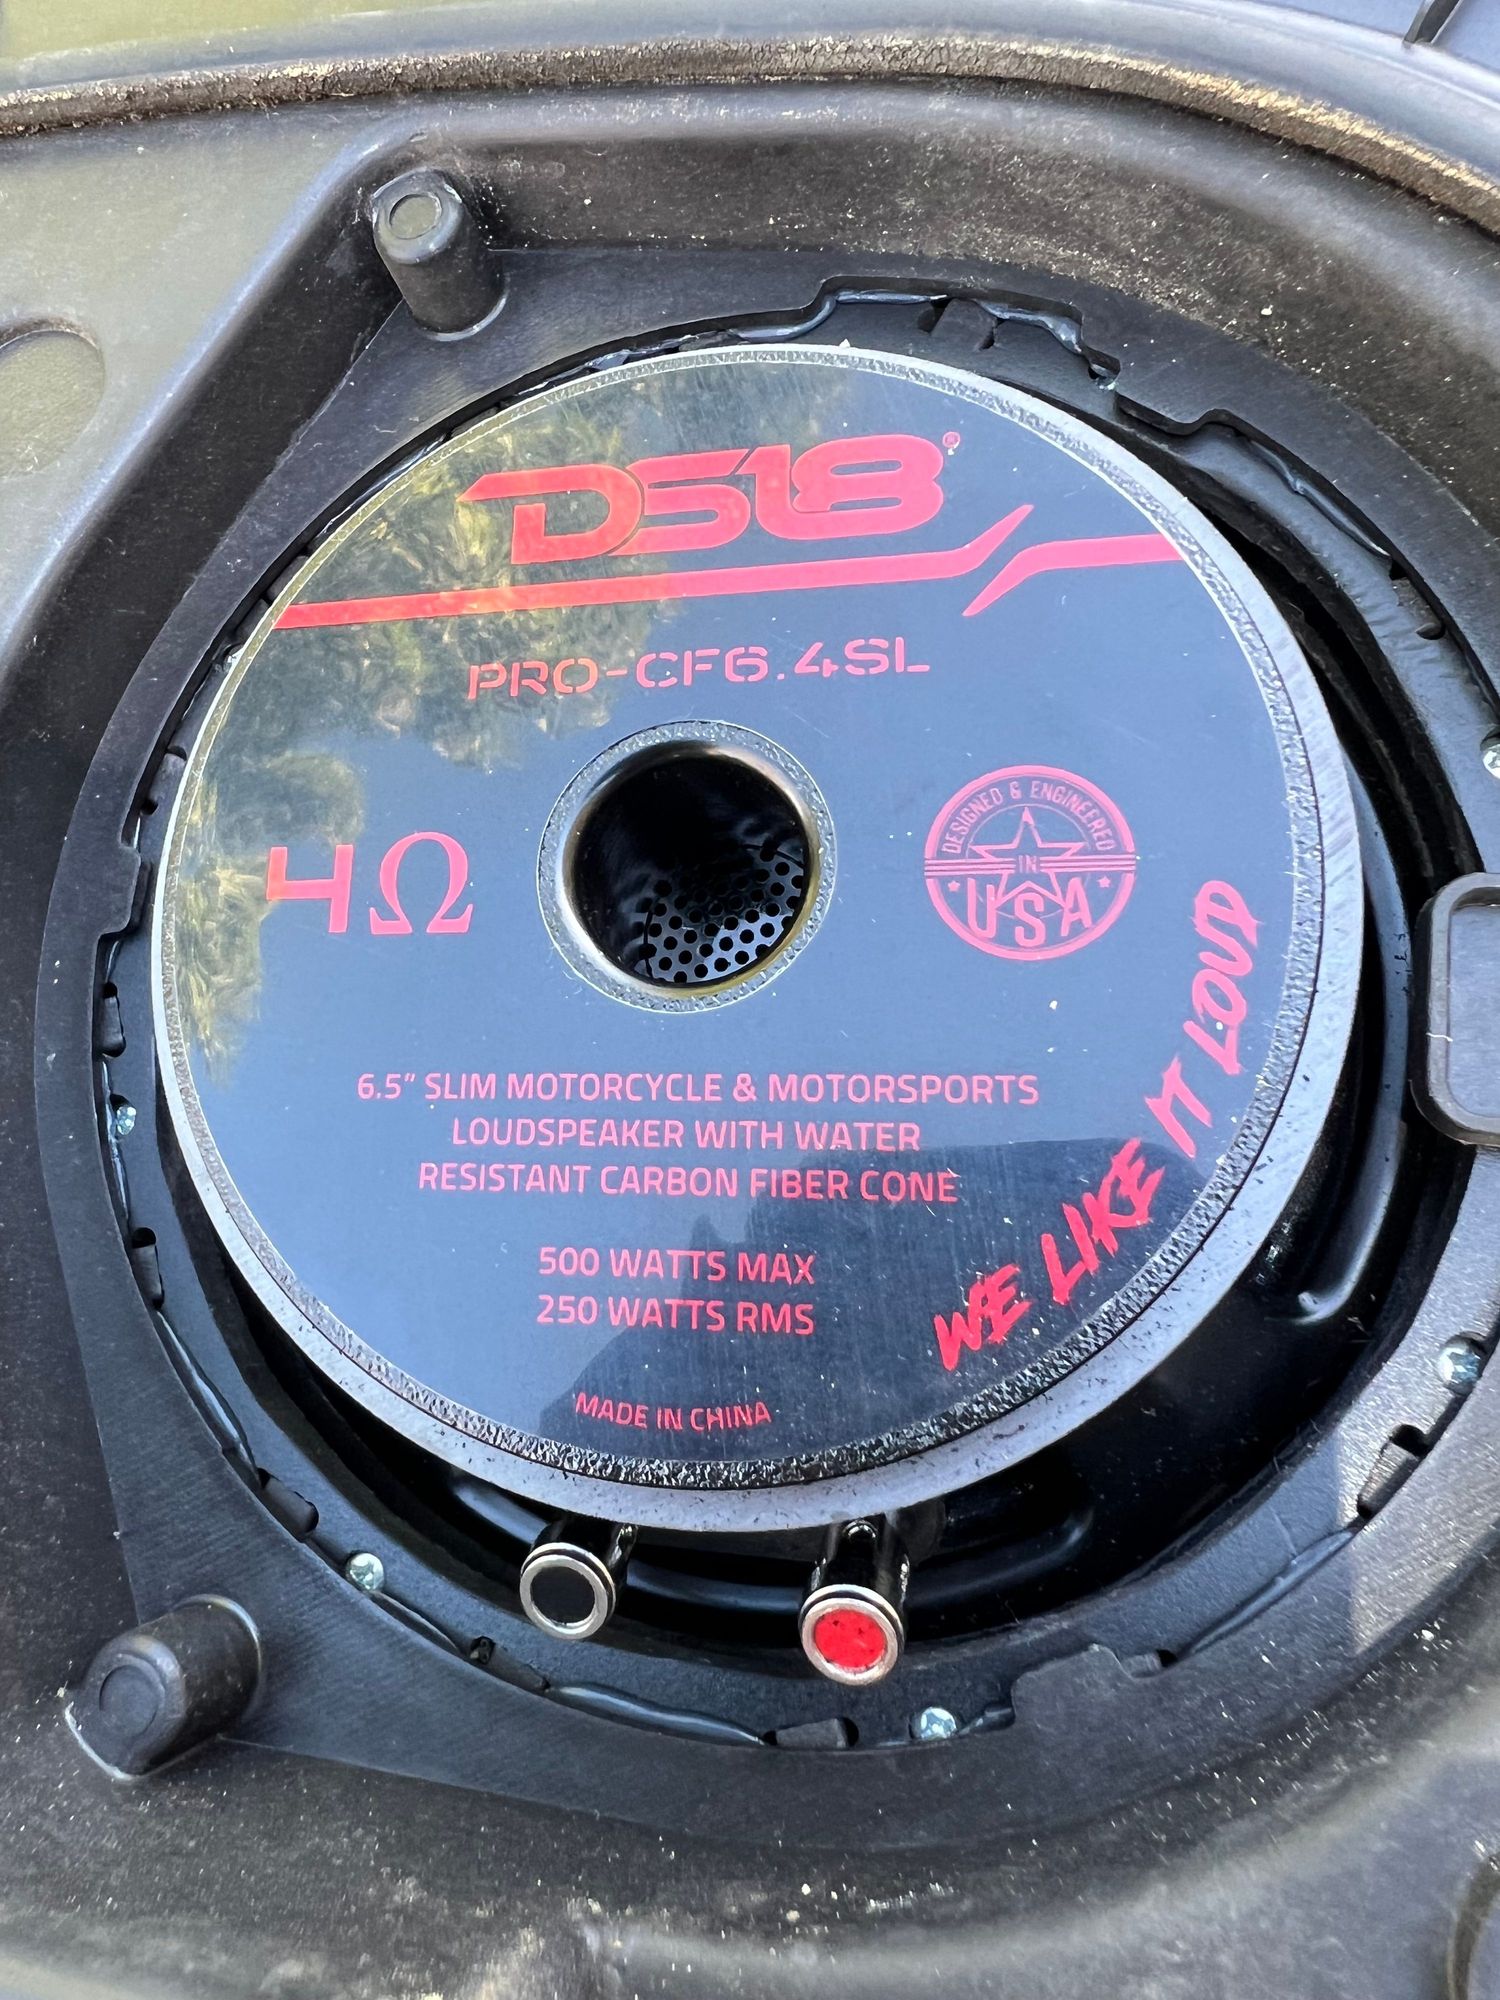 DS18®
PRO-CF6.4SL
4Ω
DESIGNED & ENGINEERED
IN
USA
6.5" SLIM MOTORCYCLE & MOTORSPORTS
LOUDSPEAKER WITH WATER
RESISTANT CARBON FIBER CONE
500 WATTS MAX
250 WATTS RMS
WE LIKE IT LOUD
MADE IN CHINA